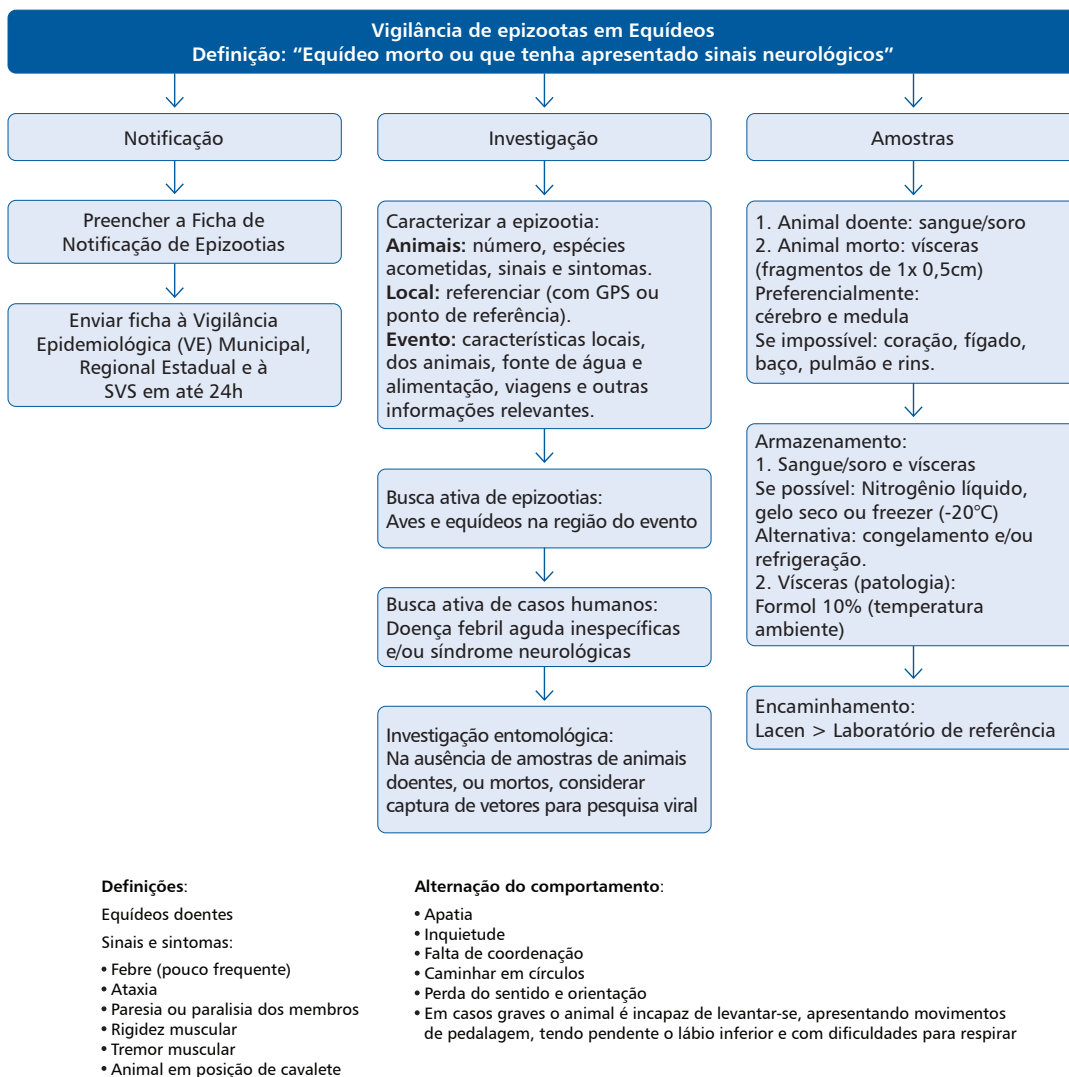 Vigilância de epizootas em Equídeos
Definição: “Equídeo morto ou que tenha apresentado sinais neurológicos”
Notificação
Preencher a Ficha de
Notificação de Epizootias
Enviar ficha à Vigilância
Epidemiológica (VE) Municipal,
Regional Estadual e à
SVS em até 24h
Investigação
Caracterizar a epizootia:
Animais: número, espécies
acometidas, sinais e sintomas.
Local: referenciar (com GPS ou
ponto de referência).
Evento: características locais,
dos animais, fonte de água e
alimentação, viagens e outras
informações relevantes.
Busca ativa de epizootias:
Aves e equídeos na região do evento
Busca ativa de casos humanos:
Doença febril aguda inespecíficas
e/ou síndrome neurológicas
Investigação entomológica:
Na ausência de amostras de animais
doentes, ou mortos, considerar
captura de vetores para pesquisa viral
Amostras
1. Animal doente: sangue/soro
2. Animal morto: vísceras
(fragmentos de 1x 0,5cm)
Preferencialmente:
cérebro e medula
Se impossível: coração, fígado,
baço, pulmão e rins.
Armazenamento:
1. Sangue/soro e vísceras
Se possível: Nitrogênio líquido,
gelo seco ou freezer (-20°C)
Alternativa: congelamento e/ou
refrigeração.
2. Vísceras (patologia):
Formol 10% (temperatura
ambiente)
Encaminhamento:
Lacen > Laboratório de referência
Definições:
Equídeos doentes
Sinais e sintomas:
• Febre (pouco frequente)
• Ataxia
• Paresia ou paralisia dos membros
• Rigidez muscular
• Tremor muscular
• Animal em posição de cavalete
Alternação do comportamento:
• Apatia
• Inquietude
• Falta de coordenação
• Caminhar em círculos
• Perda do sentido e orientação
• Em casos graves o animal é incapaz de levantar-se, apresentando movimentos
de pedalagem, tendo pendente o lábio inferior e com dificuldades para respirar